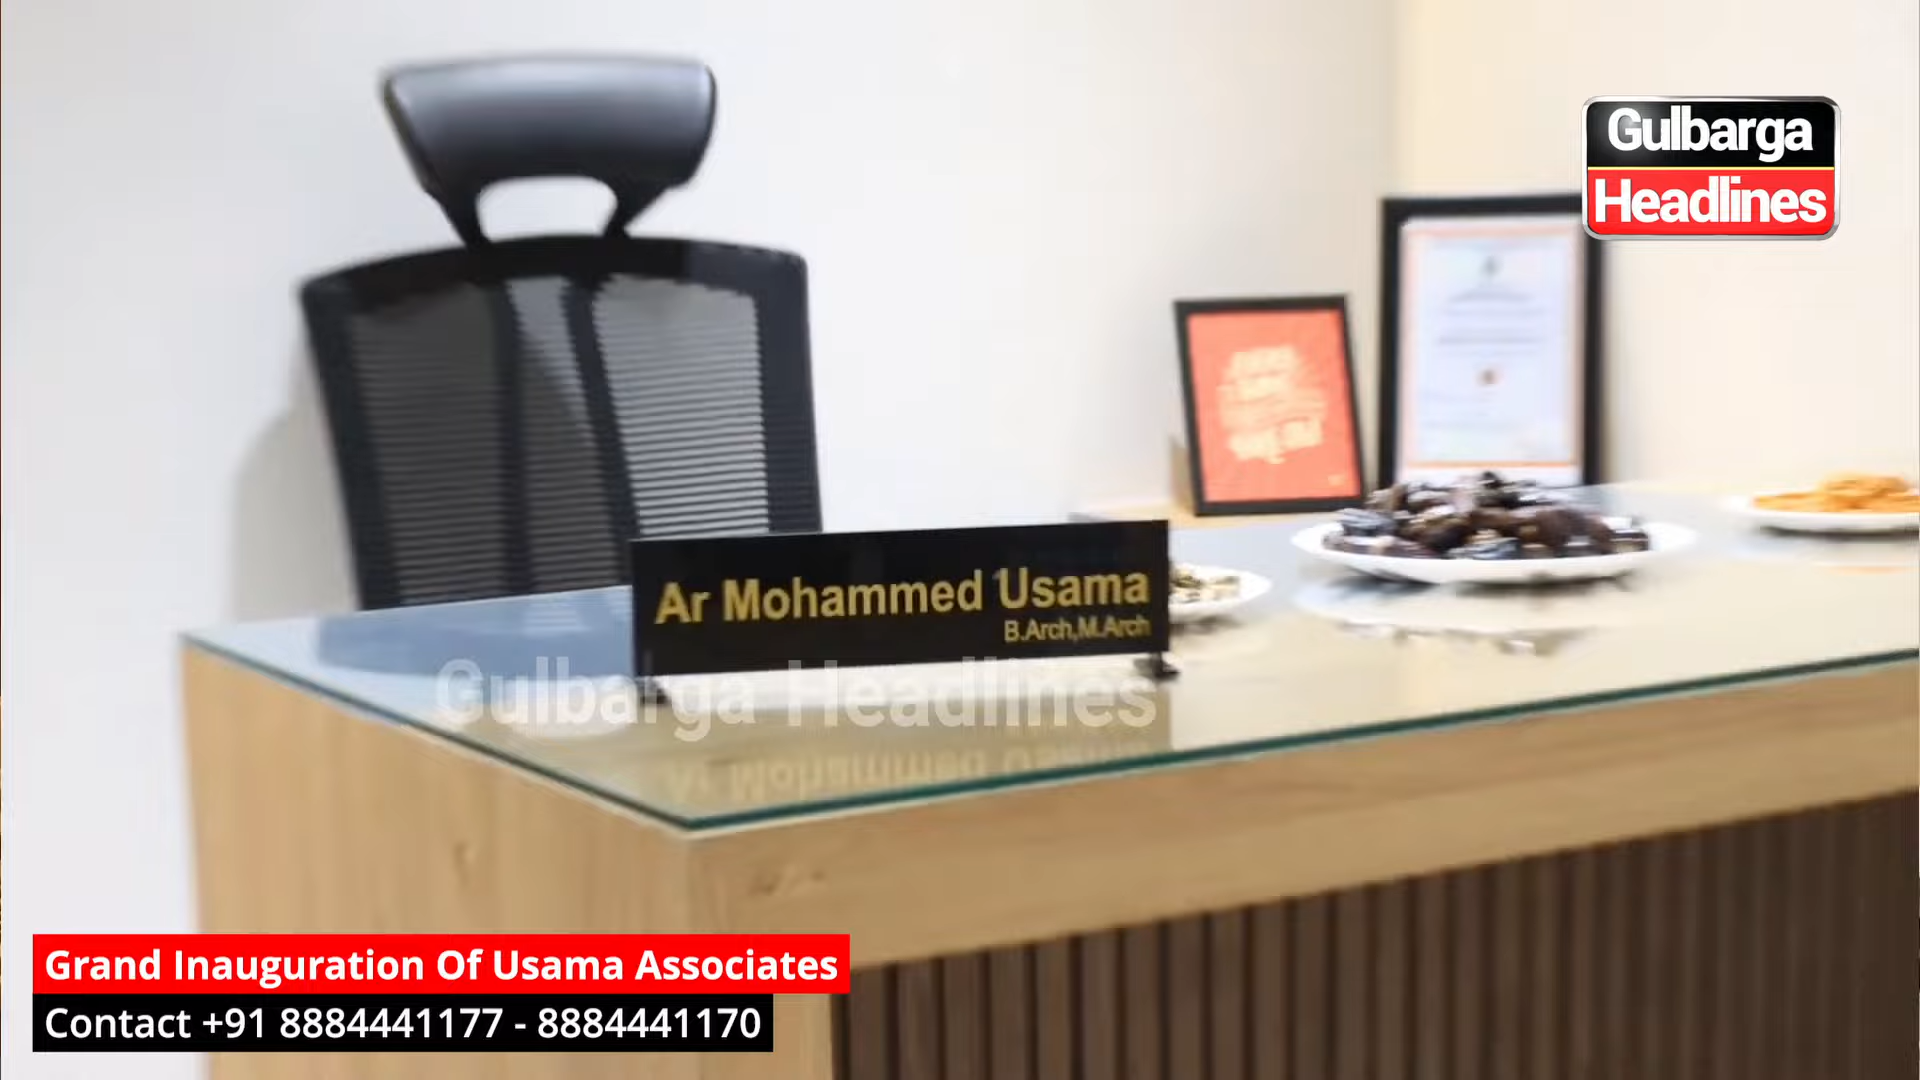 Gulbarga
Headlines
Ar Mohammed Usama
B.Arch,M.Arch
Gulbarga Headlines
Grand Inauguration Of Usama Associates
Contact +91 8884441177 - 8884441170